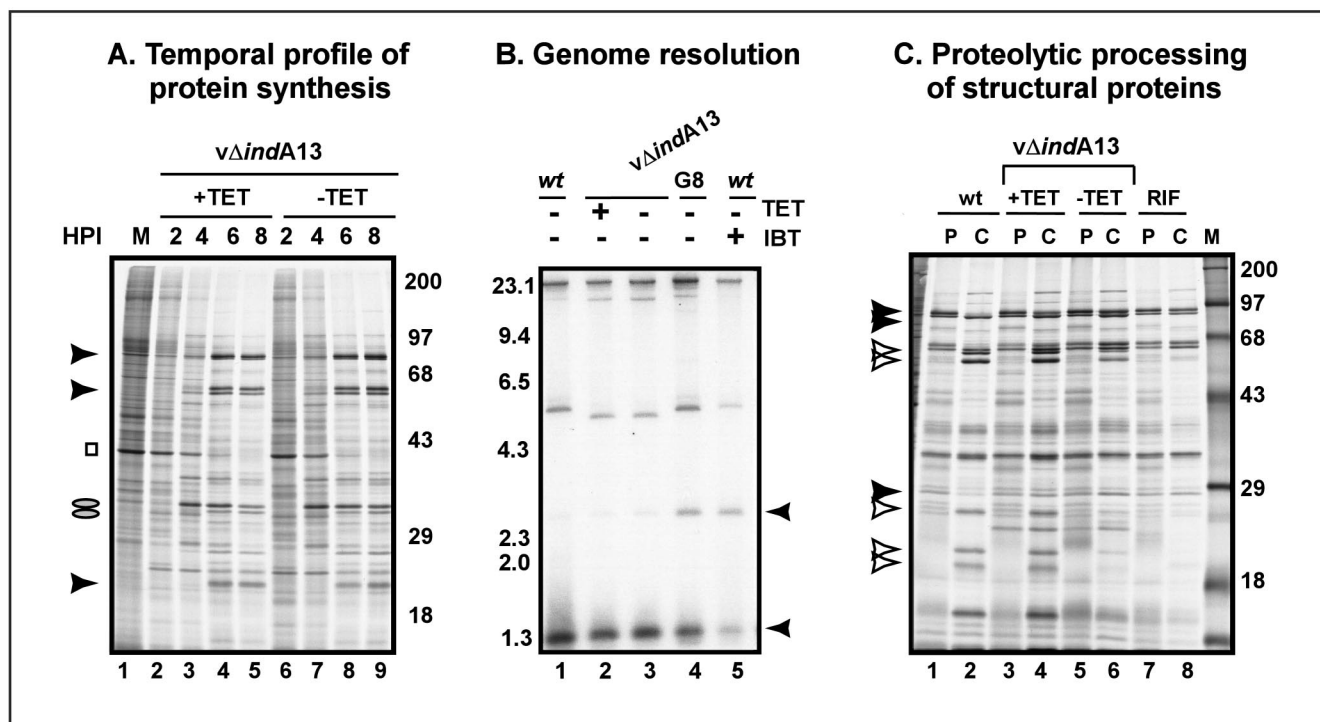 A. Temporal profile of
protein synthesis
vΔindA13
+TET -TET
HPI M 2 4 6 8 2 4 6 8
200
97
68
43
29
18
1 2 3 4 5 6 7 8 9
B. Genome resolution
vΔindA13
wt G8 wt
- + - - - TET
- - - - + IBT
23.1
9.4
6.5
4.3
2.3
2.0
1.3
1 2 3 4 5
C. Proteolytic processing
of structural proteins
vΔindA13
wt +TET -TET RIF
P C P C P C P C M
200
97
68
43
29
18
1 2 3 4 5 6 7 8